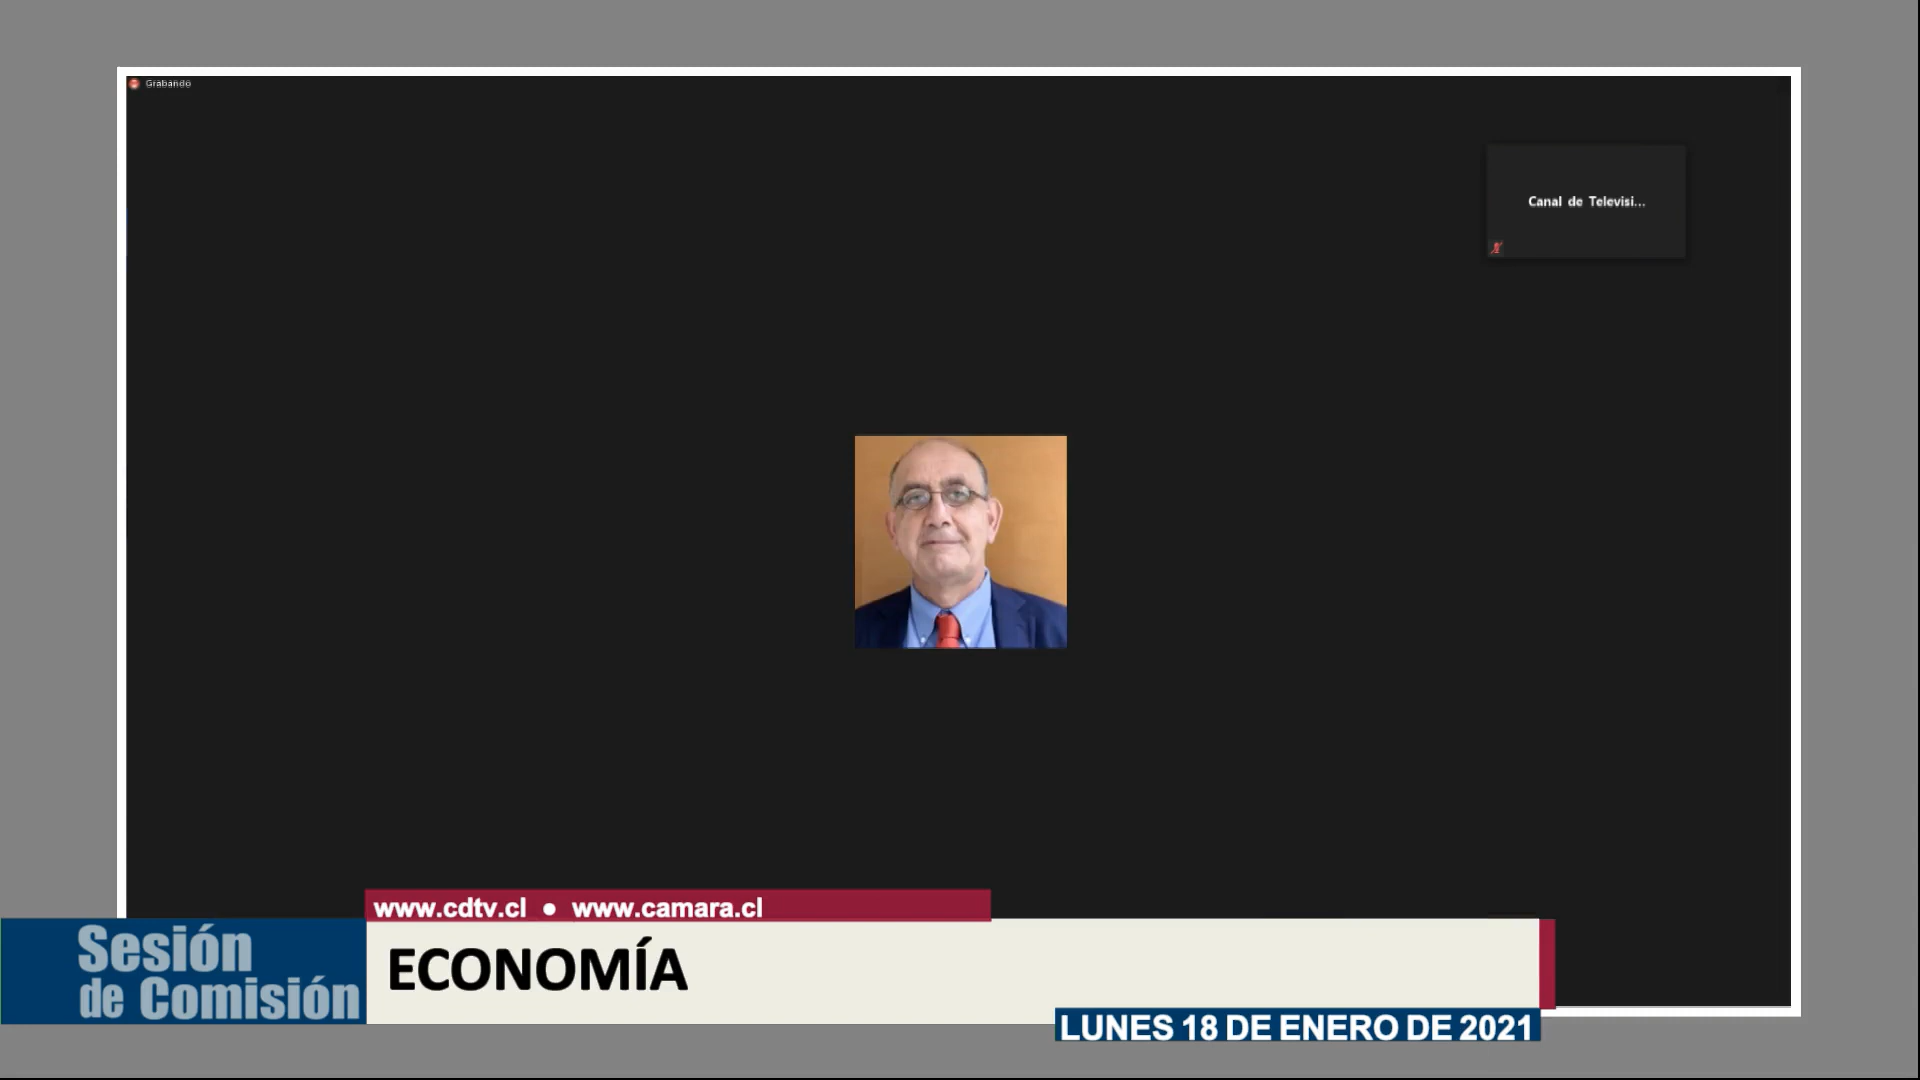 Grabando
Canal de Televisi...
www.cdtv.cl ● www.camara.cl
Sesión
de Comisión
ECONOMÍA
LUNES 18 DE ENERO DE 2021